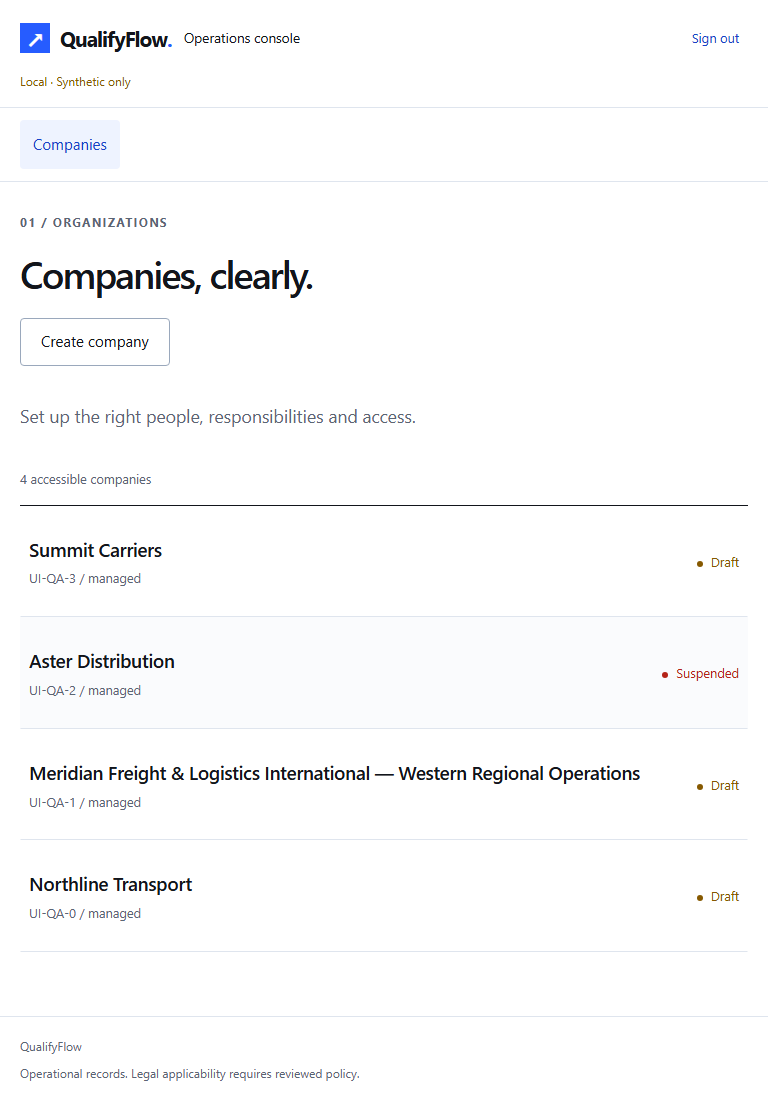 QualifyFlow. Operations console Sign out
Local · Synthetic only
Companies
01 / ORGANIZATIONS
Companies, clearly.
Create company
Set up the right people, responsibilities and access.
4 accessible companies
Summit Carriers
UI-QA-3 / managed
Draft
Aster Distribution
UI-QA-2 / managed
Suspended
Meridian Freight & Logistics International — Western Regional Operations
UI-QA-1 / managed
Draft
Northline Transport
UI-QA-0 / managed
Draft
QualifyFlow
Operational records. Legal applicability requires reviewed policy.